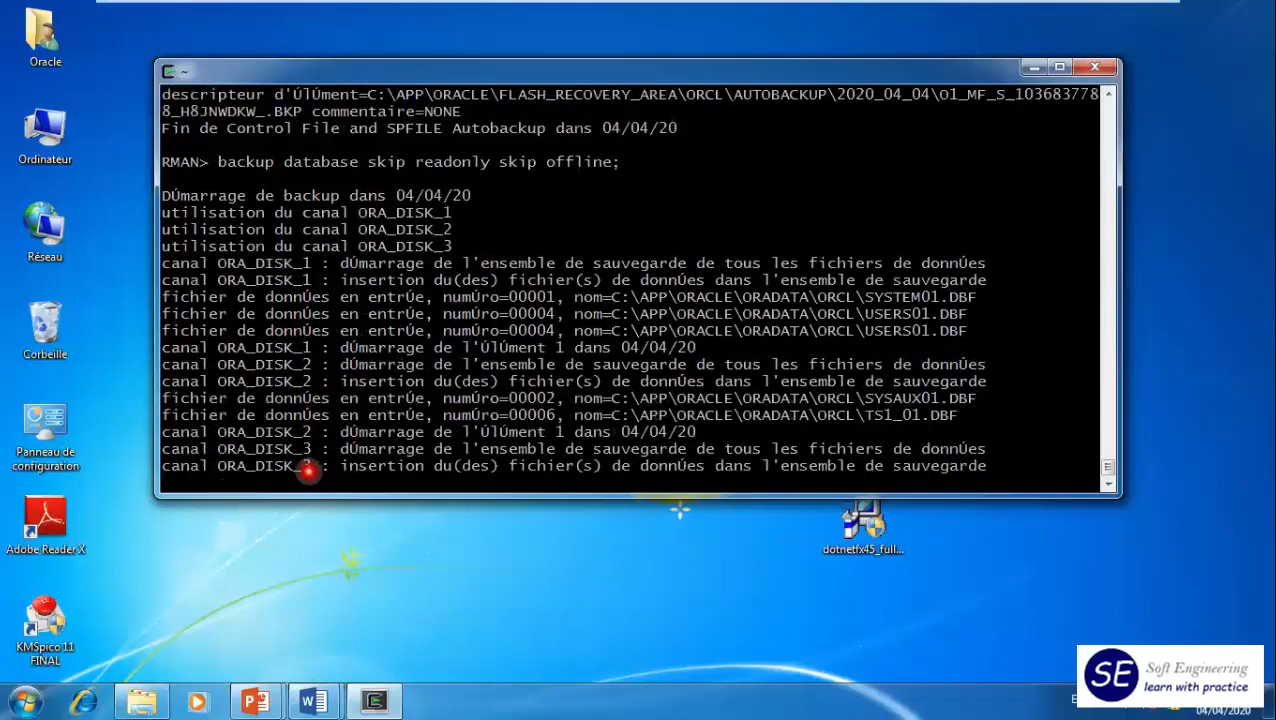 Oracle
Ordinateur
Réseau
Corbeille
Panneau de
configuration
Adobe Reader X
KMSpico 11
FINAL
~
descripteur d'ÚlÚment=C:\APP\ORACLE\FLASH_RECOVERY_AREA\ORCL\AUTOBACKUP\2020_04_04\O1_MF_S_103683778
8_H8JNWDKW_.BKP commentaire=NONE
Fin de Control File and SPFILE Autobackup dans 04/04/20
RMAN> backup database skip readonly skip offline;
DÚmarrage de backup dans 04/04/20
utilisation du canal ORA_DISK_1
utilisation du canal ORA_DISK_2
utilisation du canal ORA_DISK_3
canal ORA_DISK_1 : dÚmarrage de l'ensemble de sauvegarde de tous les fichiers de donnÚes
canal ORA_DISK_1 : insertion du(des) fichier(s) de donnÚes dans l'ensemble de sauvegarde
fichier de donnÚes en entrÚe, numÚro=00001, nom=C:\APP\ORACLE\ORADATA\ORCL\SYSTEM01.DBF
fichier de donnÚes en entrÚe, numÚro=00004, nom=C:\APP\ORACLE\ORADATA\ORCL\USERS01.DBF
fichier de donnÚes en entrÚe, numÚro=00004, nom=C:\APP\ORACLE\ORADATA\ORCL\USERS01.DBF
canal ORA_DISK_1 : dÚmarrage de l'ÚlÚment 1 dans 04/04/20
canal ORA_DISK_2 : dÚmarrage de l'ensemble de sauvegarde de tous les fichiers de donnÚes
canal ORA_DISK_2 : insertion du(des) fichier(s) de donnÚes dans l'ensemble de sauvegarde
fichier de donnÚes en entrÚe, numÚro=00002, nom=C:\APP\ORACLE\ORADATA\ORCL\SYSAUX01.DBF
fichier de donnÚes en entrÚe, numÚro=00006, nom=C:\APP\ORACLE\ORADATA\ORCL\TS1_01.DBF
canal ORA_DISK_2 : dÚmarrage de l'ÚlÚment 1 dans 04/04/20
canal ORA_DISK_3 : dÚmarrage de l'ensemble de sauvegarde de tous les fichiers de donnÚes
canal ORA_DISK_3 : insertion du(des) fichier(s) de donnÚes dans l'ensemble de sauvegarde
dotnetfx45_full...
SE
Soft Engineering
learn with practice
04/04/2020